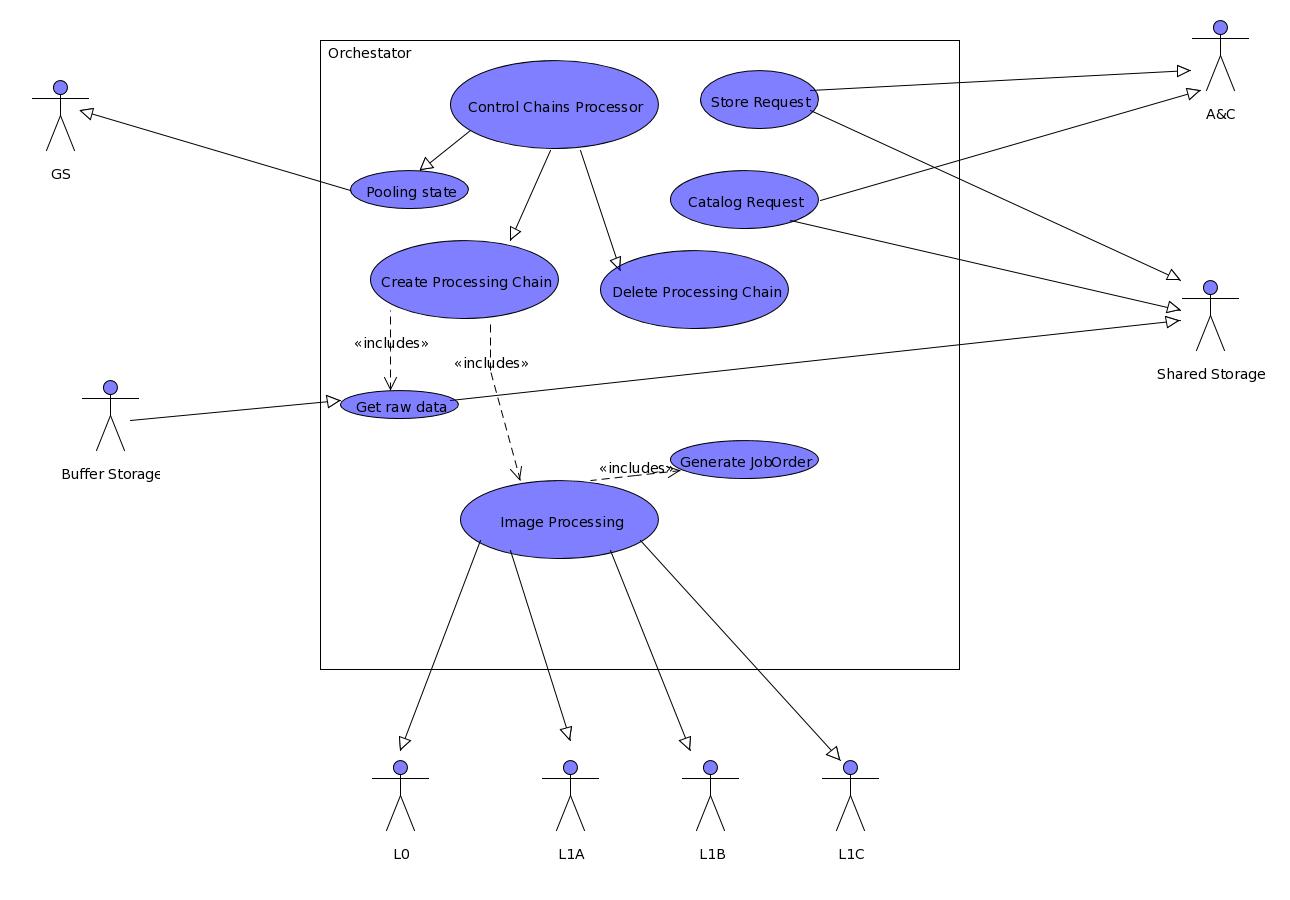 Orchestator
Control Chains Processor
Store Request
A&C
GS
Pooling state
Catalog Request
Create Processing Chain
Delete Processing Chain
«includes»
«includes»
Shared Storage
Get raw data
Buffer Storage
«includes»
Generate JobOrder
Image Processing
L0
L1A
L1B
L1C